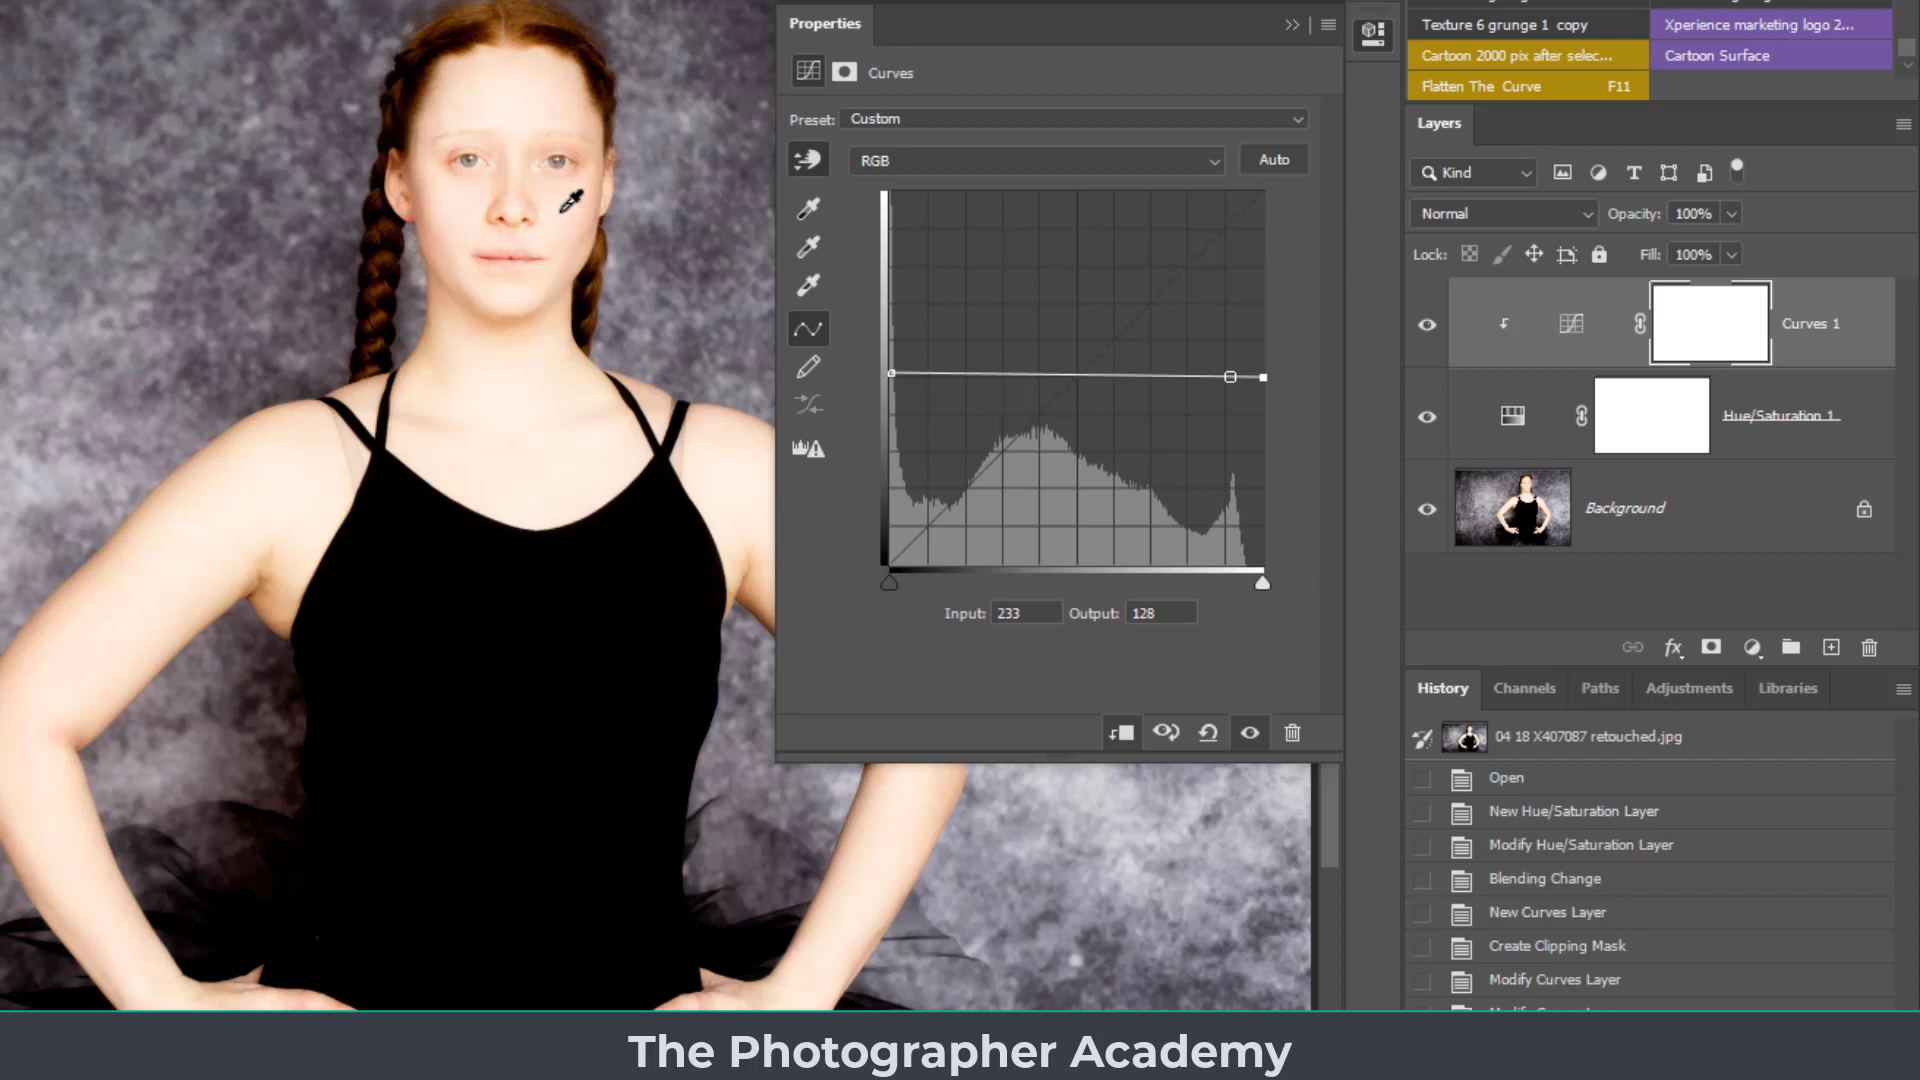 Properties
Curves
Preset: Custom
RGB
Auto
Input: 233 Output: 128
Texture 6 grunge 1 copy
Xperience marketing logo 2...
Cartoon 2000 pix after selec...
Cartoon Surface
Flatten The Curve F11
Layers
Kind
Normal
Opacity: 100%
Lock:
Fill: 100%
Curves 1
Hue/Saturation 1
Background
fx
History
Channels
Paths
Adjustments
Libraries
04 18 X407087 retouched.jpg
Open
New Hue/Saturation Layer
Modify Hue/Saturation Layer
Blending Change
New Curves Layer
Create Clipping Mask
Modify Curves Layer
The Photographer Academy